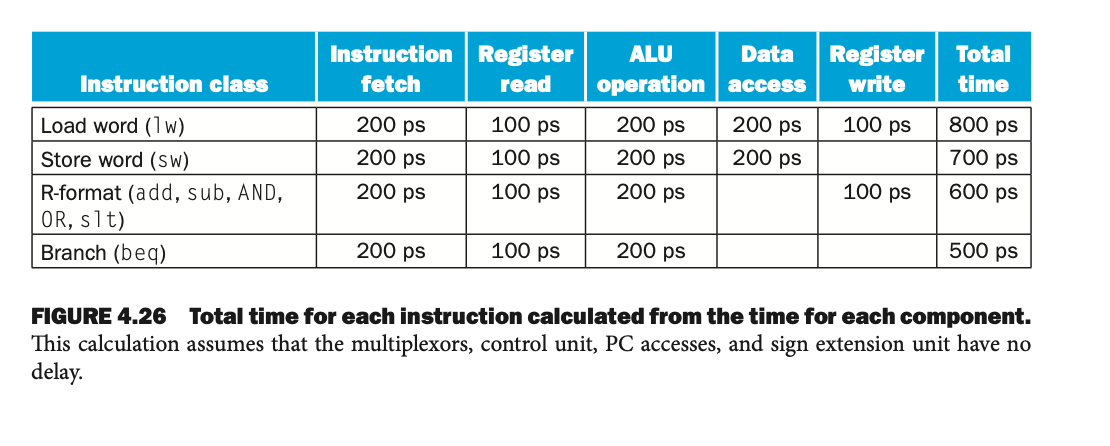 Instruction class Instruction fetch Register read ALU operation Data access Register write Total time
Load word (lw) 200 ps 100 ps 200 ps 200 ps 100 ps 800 ps
Store word (sw) 200 ps 100 ps 200 ps 200 ps 700 ps
R-format (add, sub, AND, 200 ps 100 ps 200 ps 100 ps 600 ps
OR, slt)
Branch (beq) 200 ps 100 ps 200 ps 500 ps
FIGURE 4.26 Total time for each instruction calculated from the time for each component.
This calculation assumes that the multiplexors, control unit, PC accesses, and sign extension unit have no
delay.